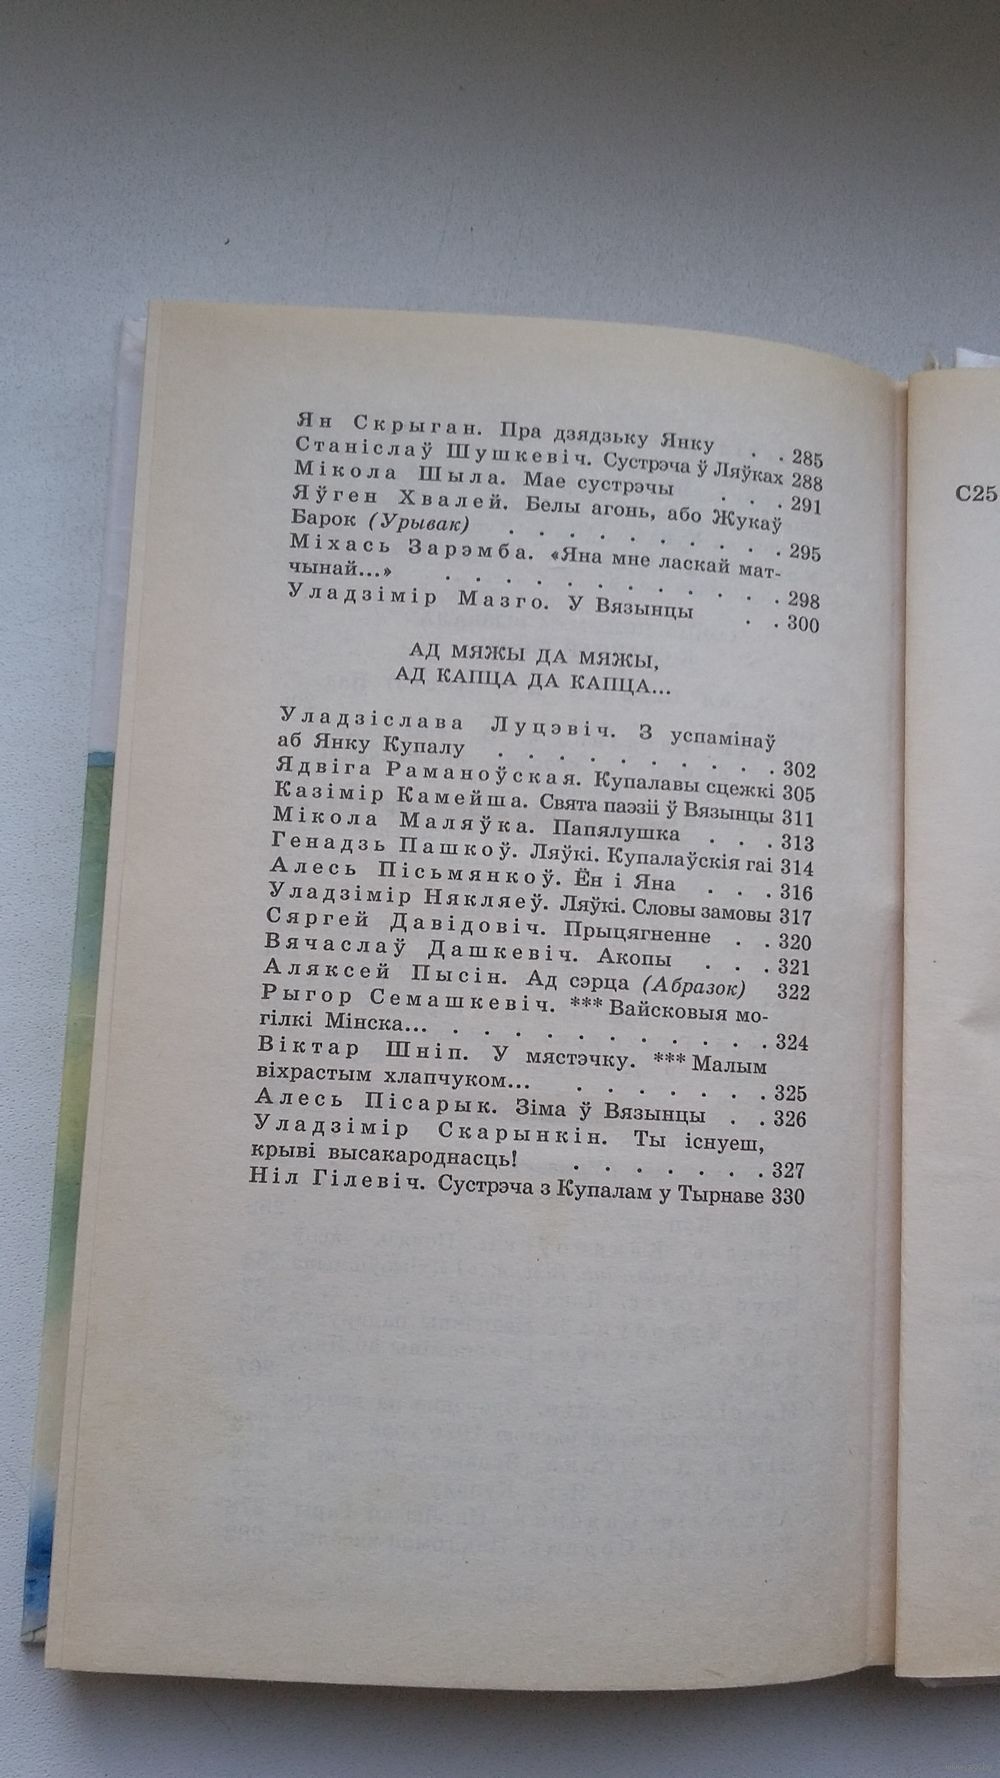 Ян Скрыган. Пра дзядзьку Янку . . 285
Станіслаў Шушкевіч. Сустрэча ў Ляўках 288
Мікола Шыла. Мае сустрэчы . . . 291
Яўген Хвалей. Белы агонь, або Жукаў
Барок (Урывак) . . . . . . . . . . 295
Міхась Зарэмба. «Яна мне ласкай мат-
чынай...» . . . . . . . . . . . . 298
Уладзімір Мазго. У Вязынцы . . 300
АД МЯЖЫ ДА МЯЖЫ,
АД КАПЦА ДА КАПЦА...
Уладзіслава Луцэвіч. З успамінаў
аб Янку Купалу . . . . . . . . . . 302
Ядвіга Раманоўская. Купалавы сцежкі 305
Казімір Камейша. Свята паэзіі ў Вязынцы 311
Мікола Маляўка. Папялушка . . . 313
Генадзь Пашкоў. Ляўкі. Купалаўскія гаі 314
Алесь Пісьмянкоў. Ён і Яна . . . 316
Уладзімір Някляеў. Ляўкі. Словы замовы 317
Сяргей Давідовіч. Прыцягненне . . 320
Вячаслаў Дашкевіч. Акопы . . . 321
Аляксей Пысін. Ад сэрца (Абразок) 322
Рыгор Семашкевіч. *** Вайсковыя мо-
гілкі Мінска... . . . . . . . . . . . 324
Віктар Шніп. У мястэчку. *** Малым
віхрастым хлапчуком... . . . . . . . 325
Алесь Пісарык. Зіма ў Вязынцы . . 326
Уладзімір Скарынкін. Ты існуеш,
крыві высакароднасць! . . . . . . . 327
Ніл Гілевіч. Сустрэча з Купалам у Тырнаве 330
С25